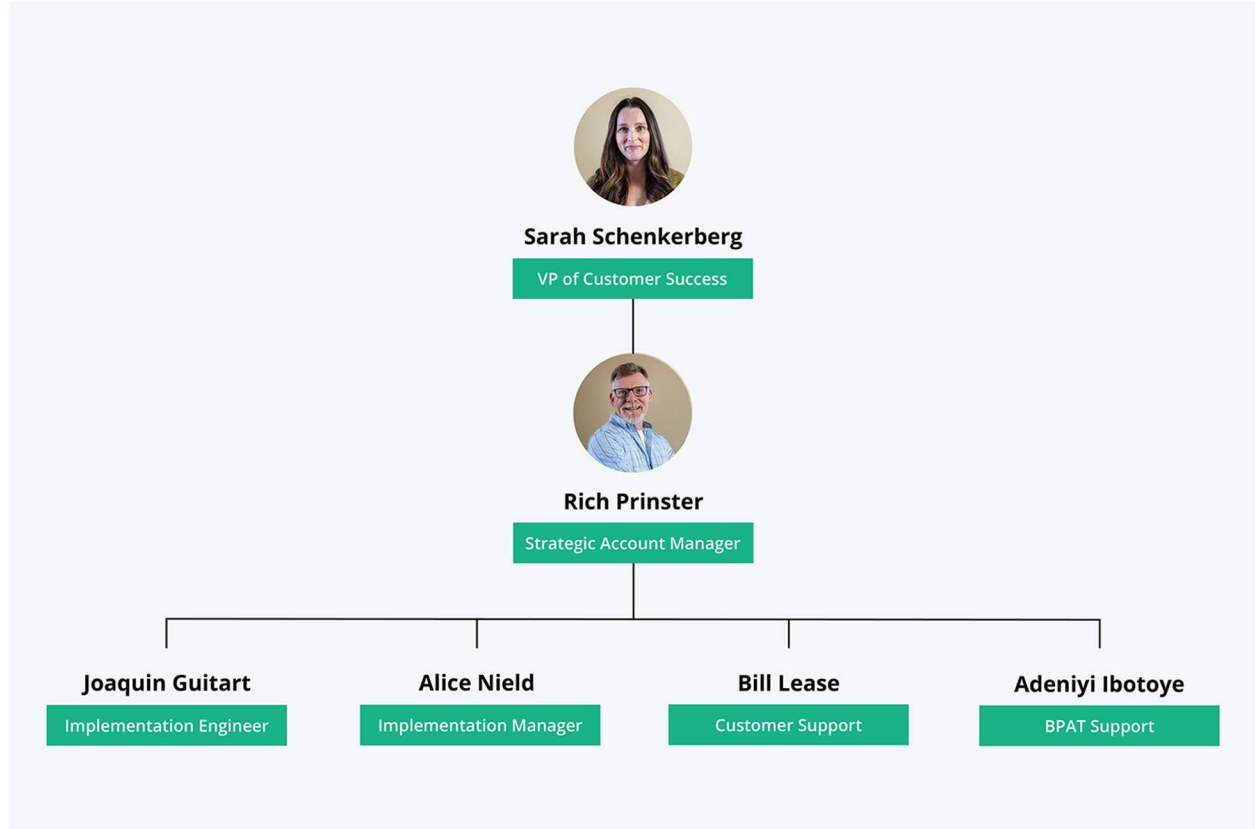 Sarah Schenkerberg
VP of Customer Success
Rich Prinster
Strategic Account Manager
Joaquin Guitart
Implementation Engineer
Alice Nield
Implementation Manager
Bill Lease
Customer Support
Adeniyi Ibotoye
BPAT Support